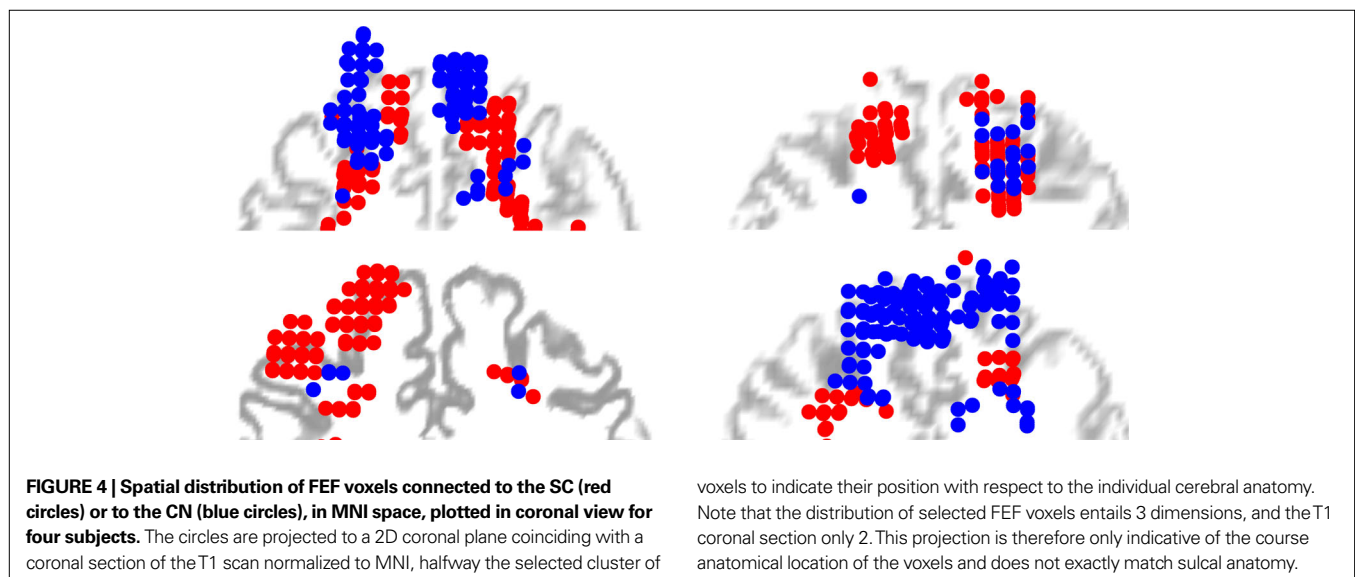 FIGURE 4 | Spatial distribution of FEF voxels connected to the SC (red
circles) or to the CN (blue circles), in MNI space, plotted in coronal view for
four subjects. The circles are projected to a 2D coronal plane coinciding with a
coronal section of the T1 scan normalized to MNI, halfway the selected cluster of
voxels to indicate their position with respect to the individual cerebral anatomy.
Note that the distribution of selected FEF voxels entails 3 dimensions, and the T1
coronal section only 2. This projection is therefore only indicative of the course
anatomical location of the voxels and does not exactly match sulcal anatomy.